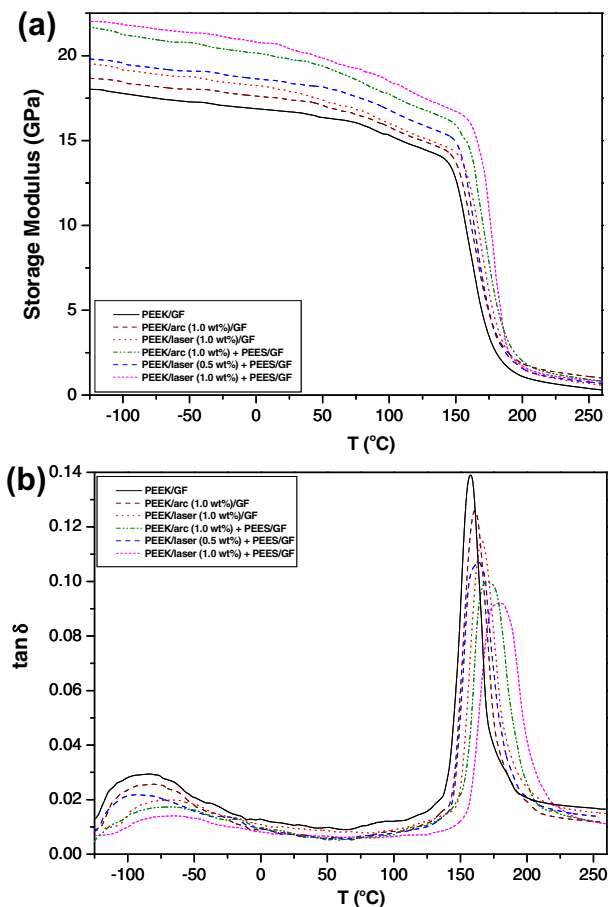 (a)
Storage Modulus (GPa)
20
15
10
5
0
PEEK/GF
PEEK/arc (1.0 wt%)/GF
PEEK/laser (1.0 wt%)/GF
PEEK/arc (1.0 wt%) + PEES/GF
PEEK/laser (0.5 wt%) + PEES/GF
PEEK/laser (1.0 wt%) + PEES/GF
-100 -50 0 50 100 150 200 250
T (°C)
(b)
tan δ
0.14
0.12
0.10
0.08
0.06
0.04
0.02
0.00
PEEK/GF
PEEK/arc (1.0 wt%)/GF
PEEK/laser (1.0 wt%)/GF
PEEK/arc (1.0 wt%) + PEES/GF
PEEK/laser (0.5 wt%) + PEES/GF
PEEK/laser (1.0 wt%) + PEES/GF
-100 -50 0 50 100 150 200 250
T (°C)